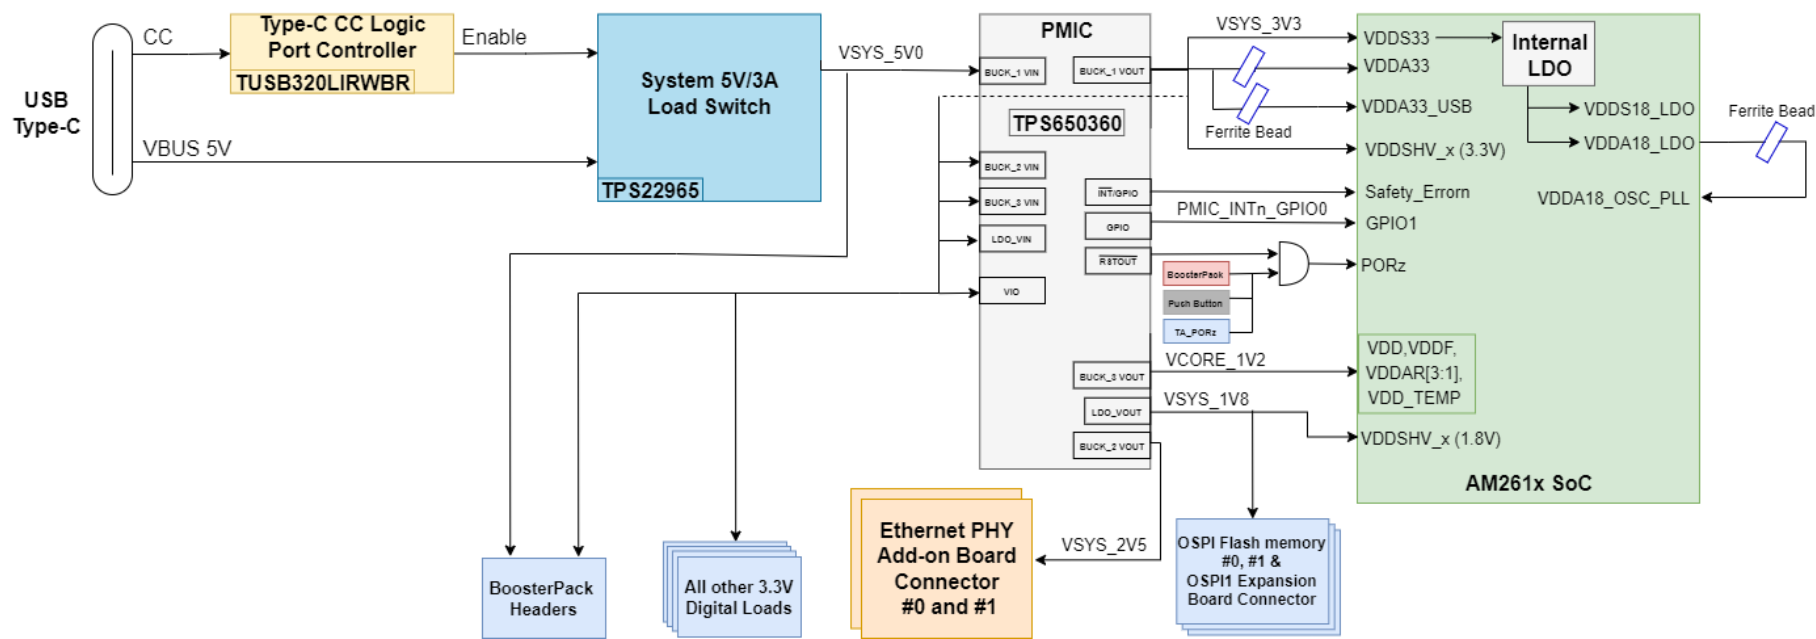 USB
Type-C
CC
VBUS 5V
Type-C CC Logic
Port Controller
TUSB320LIRWBR
Enable
System 5V/3A
Load Switch
TPS22965
VSYS_5V0
PMIC
BUCK_1 VIN
BUCK_1 VOUT
TPS650360
BUCK_2 VIN
BUCK_3 VIN
LDO_VIN
VIO
INT/GPIO
GPIO
RSTOUT
BUCK_3 VOUT
LDO_VOUT
BUCK_2 VOUT
VSYS_3V3
Ferrite Bead
PMIC_INTn_GPIO0
BoosterPack
Push Button
TA_PORz
VCORE_1V2
VSYS_1V8
VSYS_2V5
VDDS33
VDDA33
VDDA33_USB
VDDSHV_x (3.3V)
Safety_Errorn
GPIO1
PORz
VDD,VDDF,
VDDAR[3:1],
VDD_TEMP
VDDSHV_x (1.8V)
Internal
LDO
VDDS18_LDO
VDDA18_LDO
VDDA18_OSC_PLL
AM261x SoC
Ferrite Bead
BoosterPack
Headers
All other 3.3V
Digital Loads
Ethernet PHY
Add-on Board
Connector
#0 and #1
OSPI Flash memory
#0, #1 &
OSPI1 Expansion
Board Connector